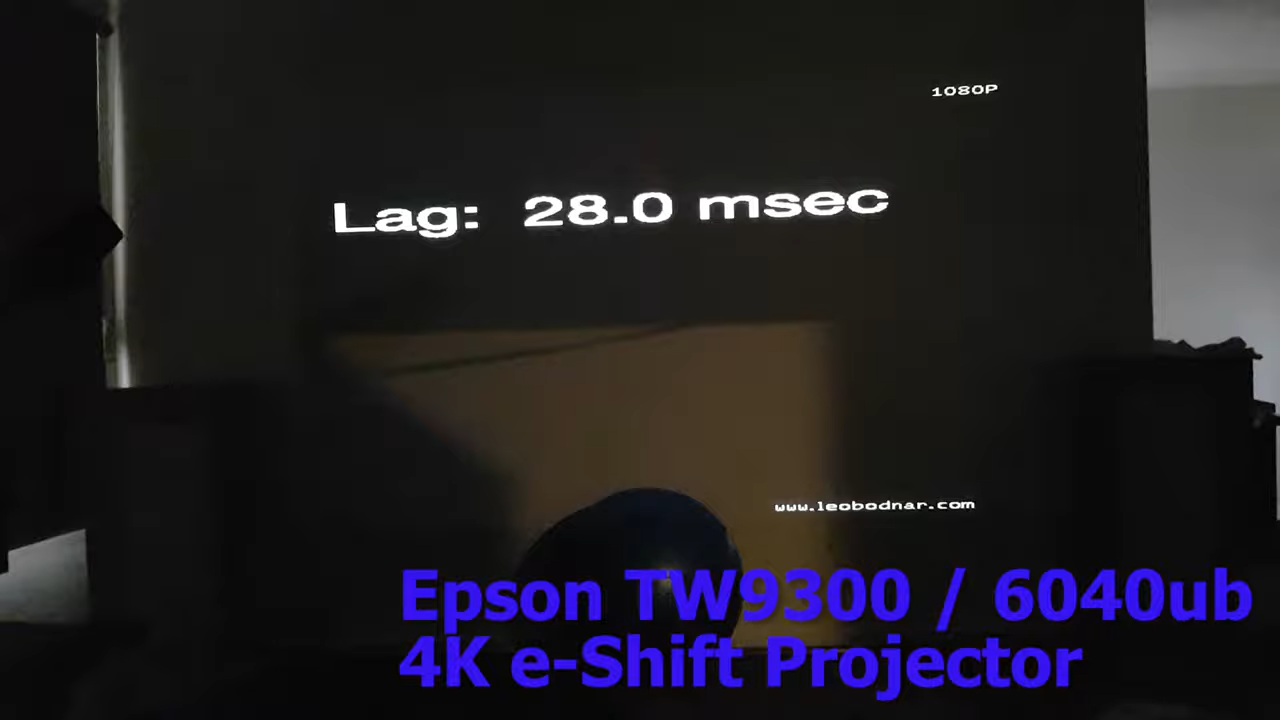 1080P
Lag: 28.0 msec
www.leobodnar.com
Epson TW9300 / 6040ub
4K e-Shift Projector